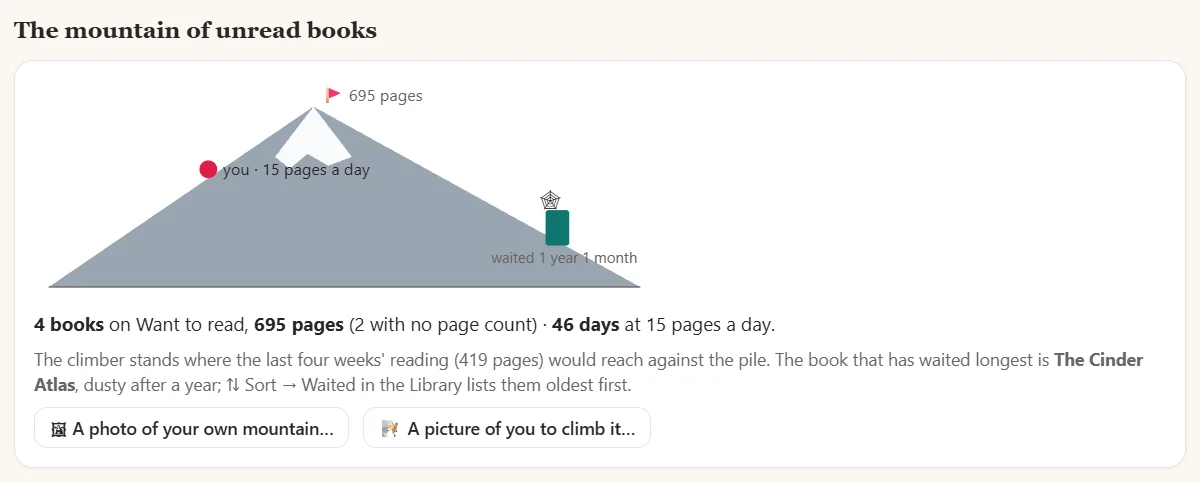 The mountain of unread books
695 pages
you · 15 pages a day
waited 1 year 1 month
4 books on Want to read, 695 pages (2 with no page count) · 46 days at 15 pages a day.
The climber stands where the last four weeks' reading (419 pages) would reach against the pile. The book that has waited longest is The Cinder
Atlas, dusty after a year; ⇅ Sort → Waited in the Library lists them oldest first.
A photo of your own mountain...
A picture of you to climb it...